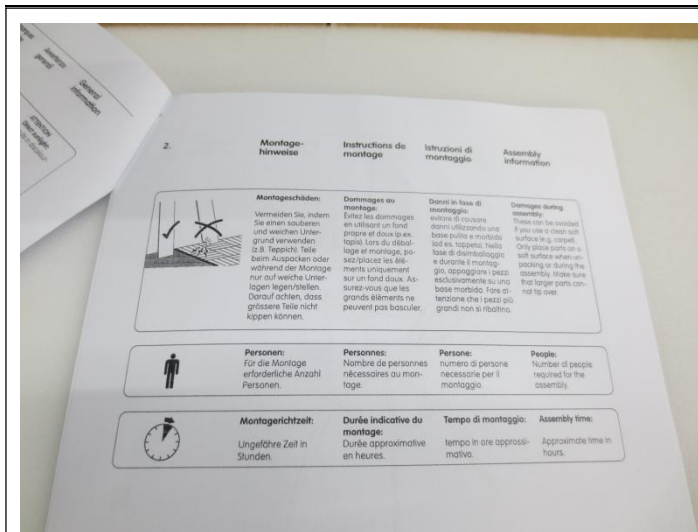 General
information
ATTENTION
Direct sunlight
2.
Montage-
hinweise
Instructions de
montage
Istruzioni di
montaggio
Assembly
information
Montageschäden:
Vermeiden Sie, indem
Sie einen sauberen
und weichen Unter-
grund verwenden
(z.B. Teppich). Teile
beim Auspacken oder
während der Montage
nur auf weiche Unter-
lagen legen/stellen.
Darauf achten, dass
grössere Teile nicht
kippen können.
Dommages au
montage:
Évitez les dommages
en utilisant un fond
propre et doux (p.ex.
tapis). Lors du débal-
lage et montage, po-
sez/placez les élé-
ments uniquement
sur un fond doux. As-
surez-vous que les
grands éléments ne
peuvent pas basculer.
Danni in fase di
montaggio:
evitare di causare
danni utilizzando una
base pulita e morbida
(ad es. tappeto). Nella
fase di disimballaggio
e durante il montag-
gio, appoggiare i pezzi
esclusivamente su una
base morbida. Fare at-
tenzione che i pezzi più
grandi non si ribaltino.
Damages during
assembly:
These can be avoided
if you use a clean soft
surface (e.g. carpet).
Only place parts on a
soft surface when un-
packing or during the
assembly. Make sure
that larger parts can-
not tip over.
Personen:
Für die Montage
erforderliche Anzahl
Personen.
Personnes:
Nombre de personnes
nécessaires au mon-
tage.
Persone:
numero di persone
necessarie per il
montaggio.
People:
Number of people
required for the
assembly.
Montagerichtzeit:
Ungefähre Zeit in
Stunden.
Durée indicative du
montage:
Durée approximative
en heures.
Tempo di montaggio:
tempo in ore approssi-
mativo.
Assembly time:
Approximate time in
hours.